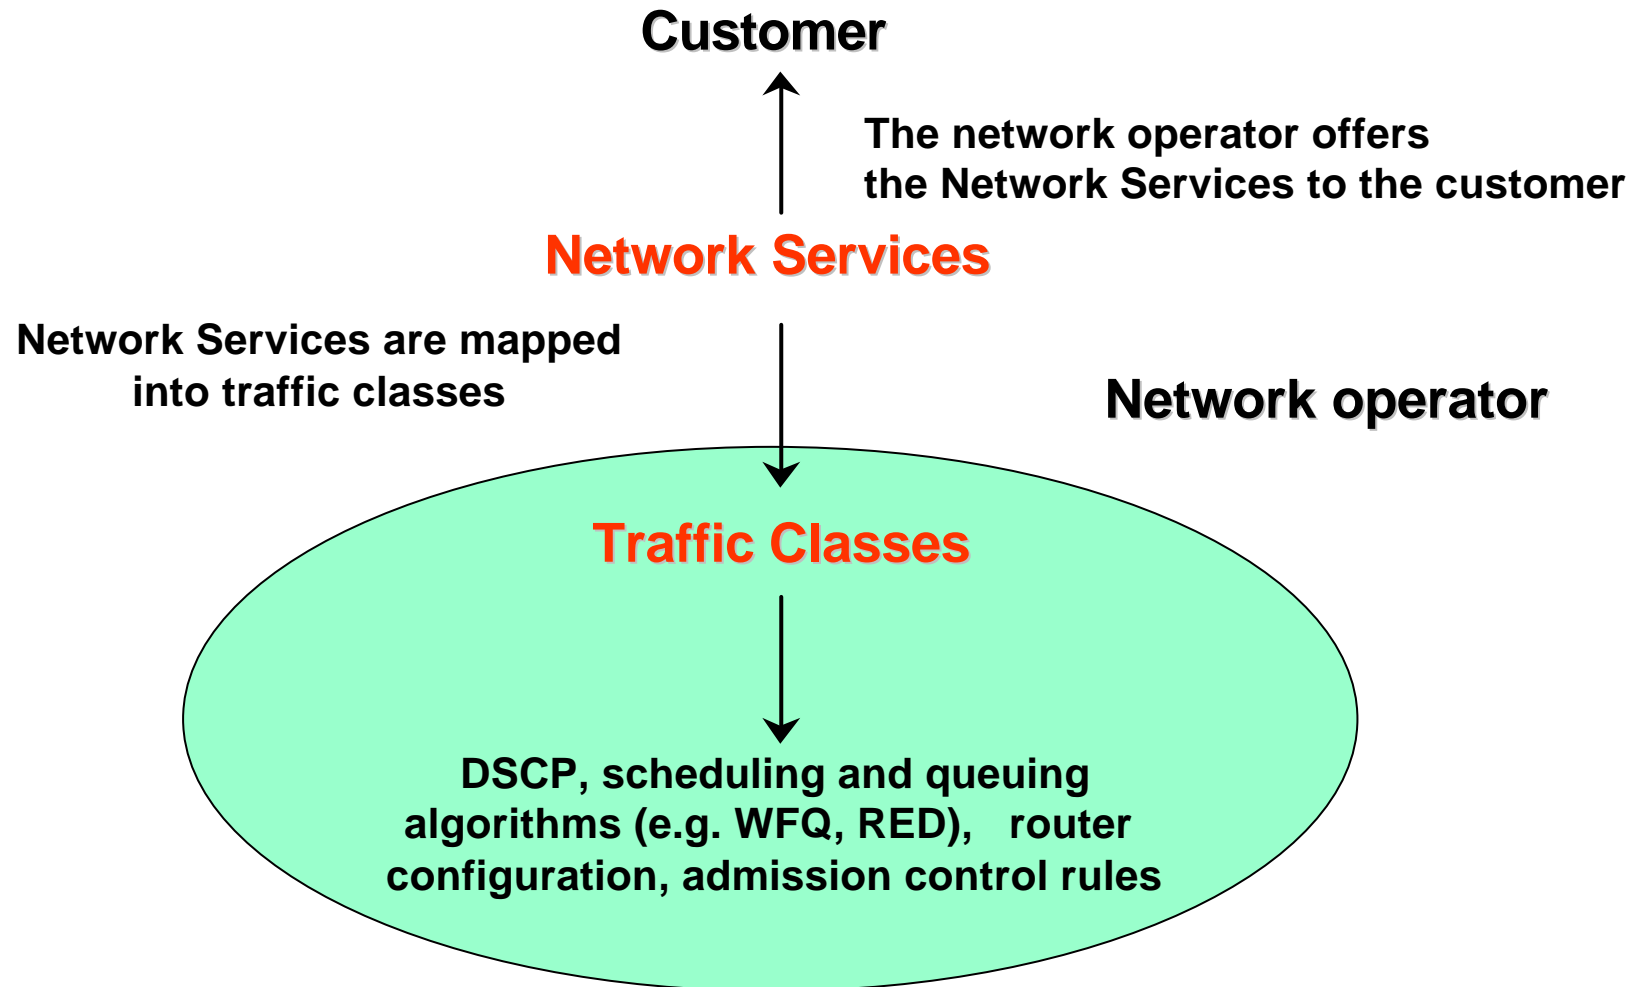 Customer
The network operator offers
the Network Services to the customer
Network Services
Network Services are mapped
into traffic classes
Network operator
Traffic Classes
DSCP, scheduling and queuing
algorithms (e.g. WFQ, RED), router
configuration, admission control rules